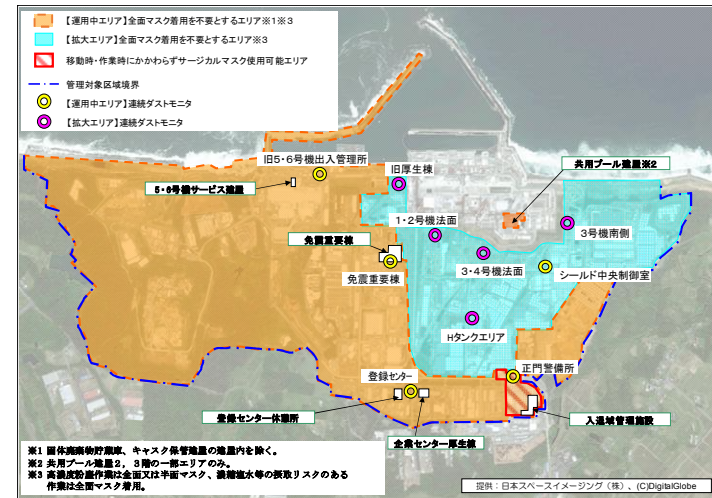 【運用中エリア】全面マスク着用を不要とするエリア※1※3
【拡大エリア】全面マスク着用を不要とするエリア※3
移動時・作業時にかかわらずサージカルマスク使用可能エリア
管理対象区域境界
【運用中エリア】連続ダストモニタ
【拡大エリア】連続ダストモニタ
旧5・6号機出入管理所
旧厚生棟
共用プール建屋※2
5・6号機サービス建屋
1・2号機法面
3号機南側
免震重要棟
免震重要棟
3・4号機法面
シールド中央制御室
Hタンクエリア
登録センター
正門警備所
登録センター休憩所
企業センター厚生棟
入退域管理施設
※1 固体廃棄物貯蔵庫、キャスク保管建屋の建屋内を除く。
※2 共用プール建屋2，3階の一部エリアのみ。
※3 高濃度粉塵作業は全面又は半面マスク、濃縮塩水等の摂取リスクのある
作業は全面マスク着用。
提供：日本スペースイメージング（株）、(C)DigitalGlobe